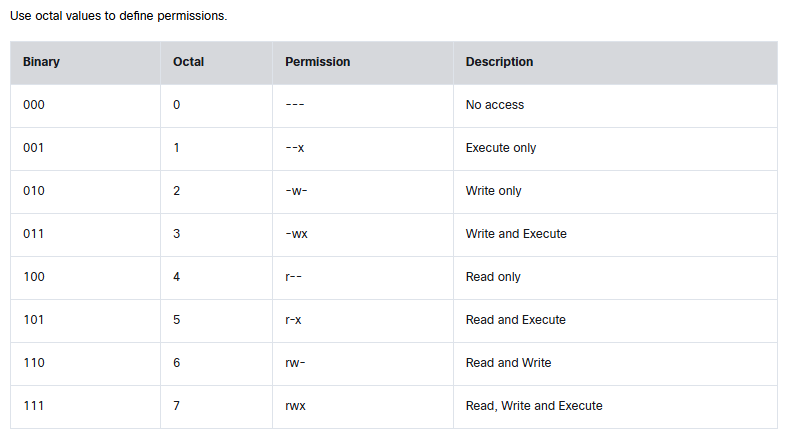 Use octal values to define permissions.
Binary Octal Permission Description
000 0 --- No access
001 1 --x Execute only
010 2 -w- Write only
011 3 -wx Write and Execute
100 4 r-- Read only
101 5 r-x Read and Execute
110 6 rw- Read and Write
111 7 rwx Read, Write and Execute